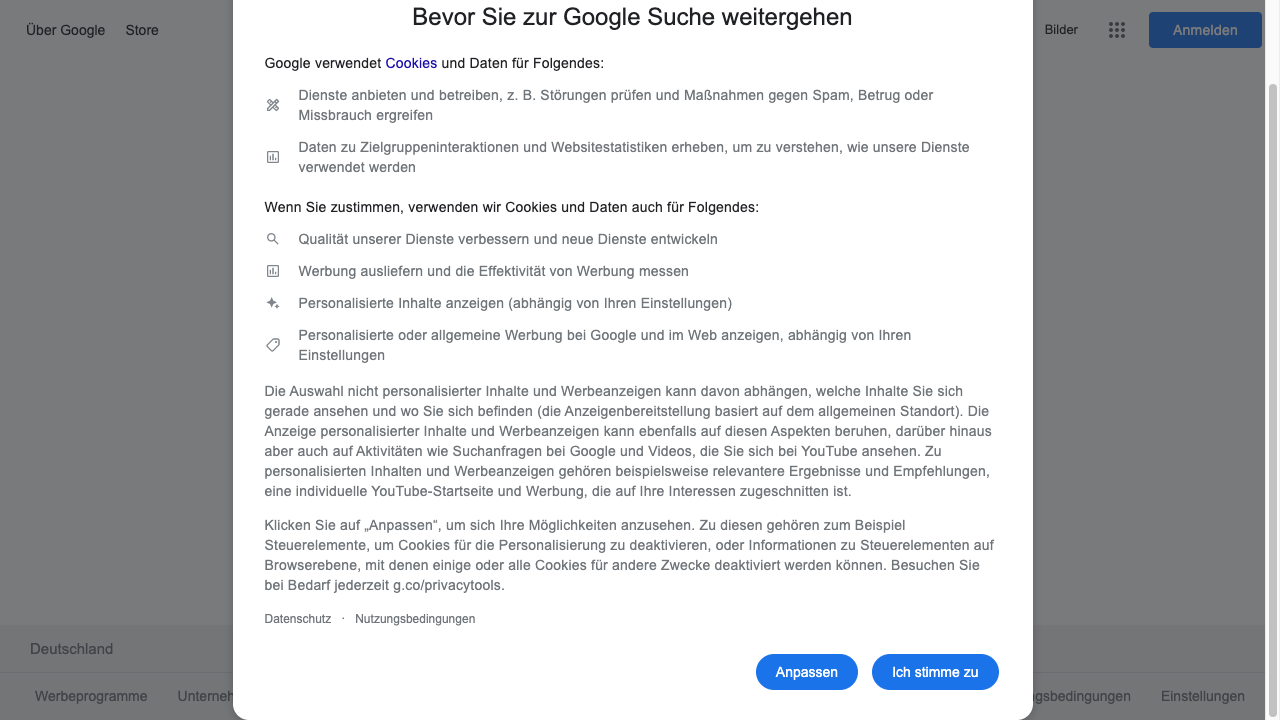 Über Google
Store
Bilder
Anmelden
Bevor Sie zur Google Suche weitergehen
Google verwendet Cookies und Daten für Folgendes:
Dienste anbieten und betreiben, z. B. Störungen prüfen und Maßnahmen gegen Spam, Betrug oder
Missbrauch ergreifen
Daten zu Zielgruppeninteraktionen und Websitestatistiken erheben, um zu verstehen, wie unsere Dienste
verwendet werden
Wenn Sie zustimmen, verwenden wir Cookies und Daten auch für Folgendes:
Qualität unserer Dienste verbessern und neue Dienste entwickeln
Werbung ausliefern und die Effektivität von Werbung messen
Personalisierte Inhalte anzeigen (abhängig von Ihren Einstellungen)
Personalisierte oder allgemeine Werbung bei Google und im Web anzeigen, abhängig von Ihren
Einstellungen
Die Auswahl nicht personalisierter Inhalte und Werbeanzeigen kann davon abhängen, welche Inhalte Sie sich
gerade ansehen und wo Sie sich befinden (die Anzeigenbereitstellung basiert auf dem allgemeinen Standort). Die
Anzeige personalisierter Inhalte und Werbeanzeigen kann ebenfalls auf diesen Aspekten beruhen, darüber hinaus
aber auch auf Aktivitäten wie Suchanfragen bei Google und Videos, die Sie sich bei YouTube ansehen. Zu
personalisierten Inhalten und Werbeanzeigen gehören beispielsweise relevantere Ergebnisse und Empfehlungen,
eine individuelle YouTube-Startseite und Werbung, die auf Ihre Interessen zugeschnitten ist.
Klicken Sie auf „Anpassen“, um sich Ihre Möglichkeiten anzusehen. Zu diesen gehören zum Beispiel
Steuerelemente, um Cookies für die Personalisierung zu deaktivieren, oder Informationen zu Steuerelementen auf
Browserebene, mit denen einige oder alle Cookies für andere Zwecke deaktiviert werden können. Besuchen Sie
bei Bedarf jederzeit g.co/privacytools.
Datenschutz · Nutzungsbedingungen
Anpassen
Ich stimme zu
Deutschland
Werbeprogramme
Unterneh
gsbedingungen
Einstellungen